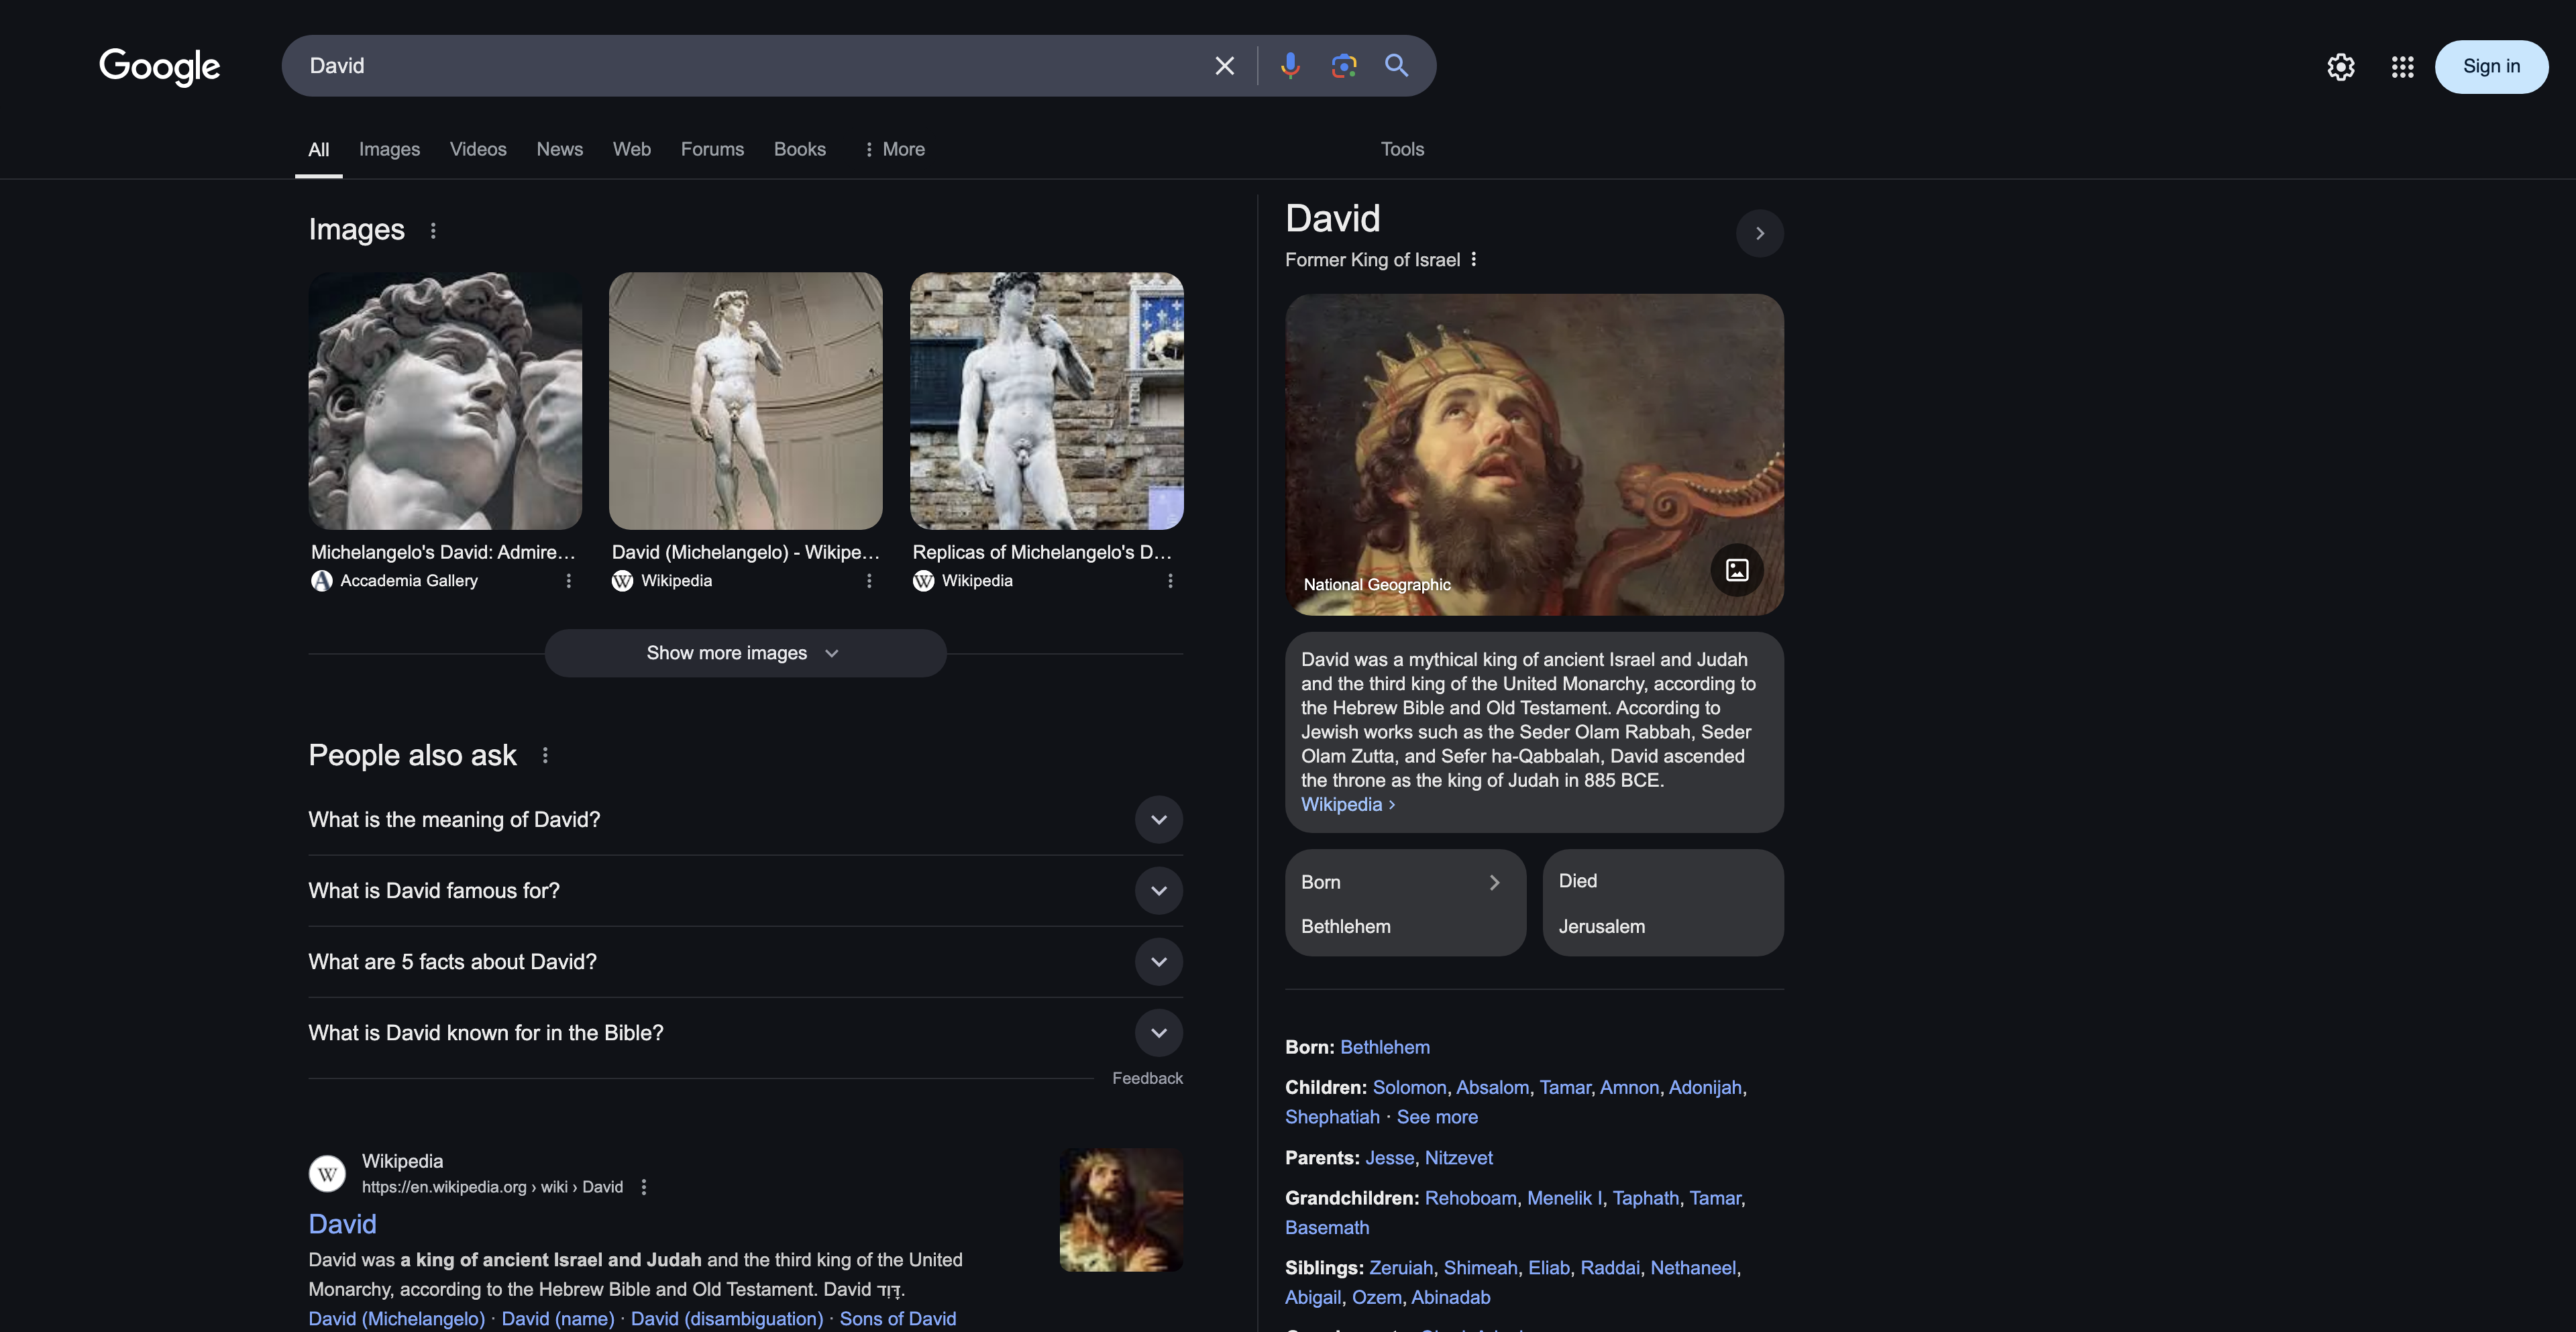 Google
David
Sign in
All
Images
Videos
News
Web
Forums
Books
More
Tools
Images
Michelangelo's David: Admire...
Accademia Gallery
David (Michelangelo) - Wikipe...
Wikipedia
Replicas of Michelangelo's D...
Wikipedia
Show more images
People also ask
What is the meaning of David?
What is David famous for?
What are 5 facts about David?
What is David known for in the Bible?
Feedback
Wikipedia
https://en.wikipedia.org › wiki › David
David
David was a king of ancient Israel and Judah and the third king of the United
Monarchy, according to the Hebrew Bible and Old Testament. David דָּוִד.
David (Michelangelo) · David (name) · David (disambiguation) · Sons of David
David
Former King of Israel
National Geographic
David was a mythical king of ancient Israel and Judah
and the third king of the United Monarchy, according to
the Hebrew Bible and Old Testament. According to
Jewish works such as the Seder Olam Rabbah, Seder
Olam Zutta, and Sefer ha-Qabbalah, David ascended
the throne as the king of Judah in 885 BCE.
Wikipedia ›
Born
Bethlehem
Died
Jerusalem
Born: Bethlehem
Children: Solomon, Absalom, Tamar, Amnon, Adonijah,
Shephatiah · See more
Parents: Jesse, Nitzevet
Grandchildren: Rehoboam, Menelik I, Taphath, Tamar,
Basemath
Siblings: Zeruiah, Shimeah, Eliab, Raddai, Nethaneel,
Abigail, Ozem, Abinadab